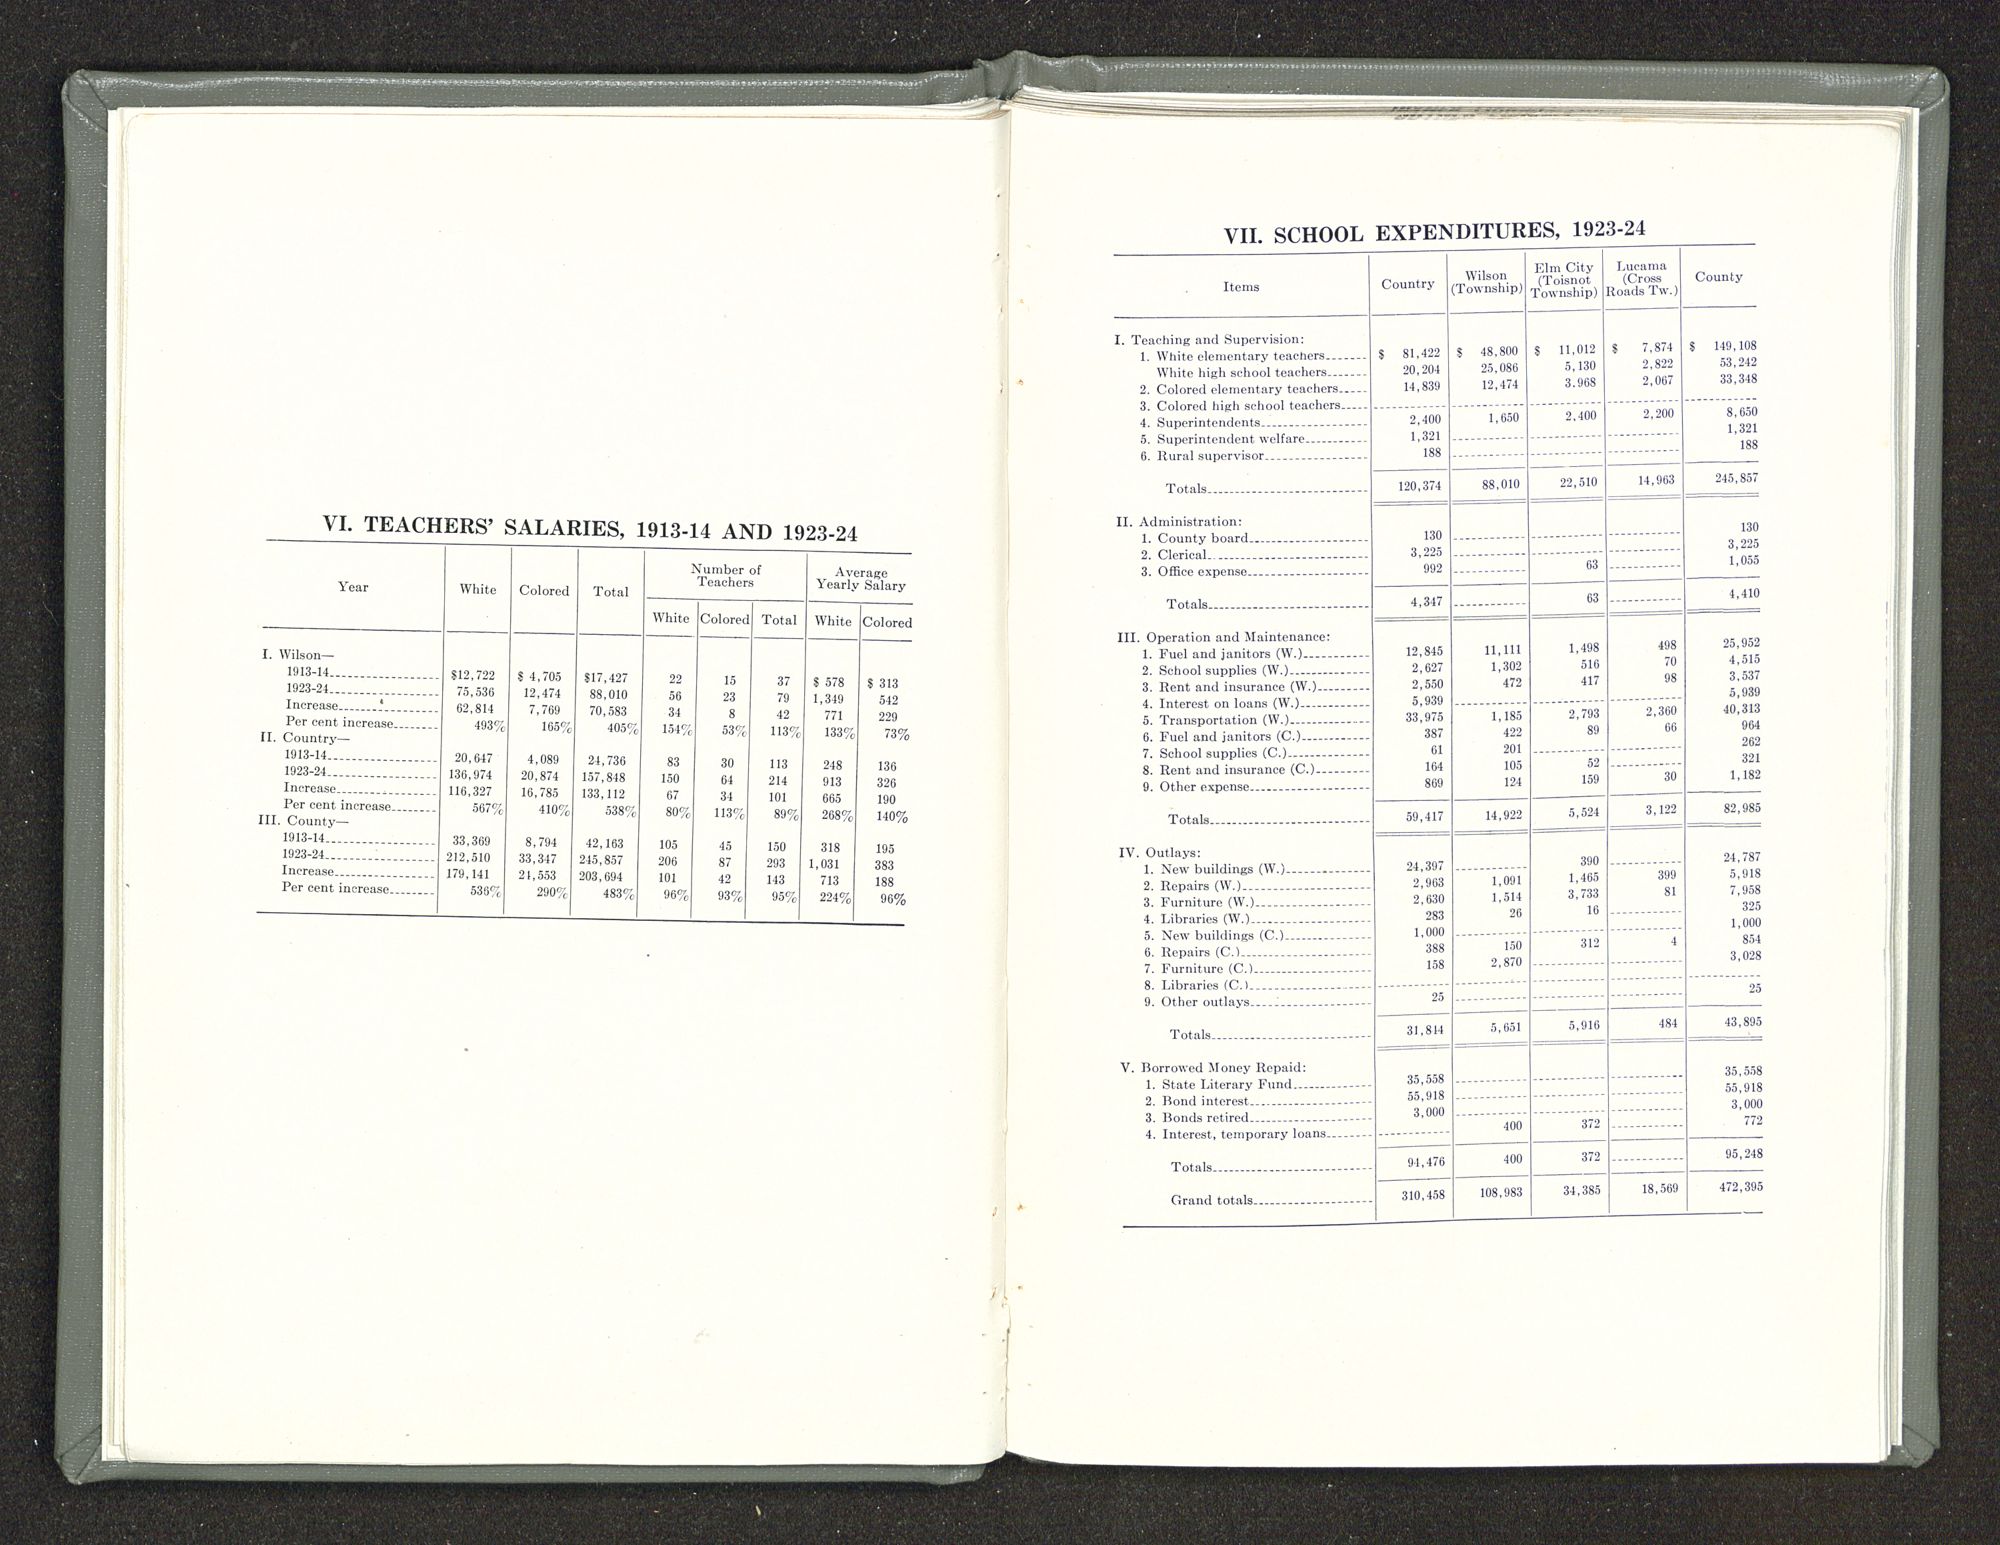 VI. TEACHERS' SALARIES, 1913-14 AND 1923-24
Year White Colored Total Number of Teachers Average Yearly Salary
White Colored Total White Colored
I. Wilson—
1913-14 $12,722 $ 4,705 $17,427 22 15 37 $ 578 $ 313
1923-24 75,536 12,474 88,010 56 23 79 1,349 542
Increase 62,814 7,769 70,583 34 8 42 771 229
Per cent increase 493% 165% 405% 154% 53% 113% 133% 73%
II. Country—
1913-14 20,647 4,089 24,736 83 30 113 248 136
1923-24 136,974 20,874 157,848 150 64 214 913 326
Increase 116,327 16,785 133,112 67 34 101 665 190
Per cent increase 567% 410% 538% 80% 113% 89% 268% 140%
III. County—
1913-14 33,369 8,794 42,163 105 45 150 318 195
1923-24 212,510 33,347 245,857 206 87 293 1,031 383
Increase 179,141 24,553 203,694 101 42 143 713 188
Per cent increase 536% 290% 483% 96% 93% 95% 224% 96%
VII. SCHOOL EXPENDITURES, 1923-24
Items Country Wilson (Township) Elm City (Toisnot Township) Lucama (Cross Roads Tw.) County
I. Teaching and Supervision:
1. White elementary teachers $ 81,422 $ 48,800 $ 11,012 $ 7,874 $ 149,108
White high school teachers 20,204 25,086 5,130 2,822 53,242
2. Colored elementary teachers 14,839 12,474 3.968 2,067 33,348
3. Colored high school teachers
4. Superintendents 2,400 1,650 2,400 2,200 8,650
5. Superintendent welfare 1,321 1,321
6. Rural supervisor 188 188
Totals 120,374 88,010 22,510 14,963 245,857
II. Administration:
1. County board 130 130
2. Clerical 3,225 3,225
3. Office expense 992 63 1,055
Totals 4,347 63 4,410
III. Operation and Maintenance:
1. Fuel and janitors (W.) 12,845 11,111 1,498 498 25,952
2. School supplies (W.) 2,627 1,302 516 70 4,515
3. Rent and insurance (W.) 2,550 472 417 98 3,537
4. Interest on loans (W.) 5,939 5,939
5. Transportation (W.) 33,975 1,185 2,793 2,360 40,313
6. Fuel and janitors (C.) 387 422 89 66 964
7. School supplies (C.) 61 201 262
8. Rent and insurance (C.) 164 105 52 321
9. Other expense 869 124 159 30 1,182
Totals 59,417 14,922 5,524 3,122 82,985
IV. Outlays:
1. New buildings (W.) 24,397 390 24,787
2. Repairs (W.) 2,963 1,091 1,465 399 5,918
3. Furniture (W.) 2,630 1,514 3,733 81 7,958
4. Libraries (W.) 283 26 16 325
5. New buildings (C.) 1,000 1,000
6. Repairs (C.) 388 150 312 4 854
7. Furniture (C.) 158 2,870 3,028
8. Libraries (C.)
9. Other outlays 25 25
Totals 31,844 5,651 5,916 484 43,895
V. Borrowed Money Repaid:
1. State Literary Fund 35,558 35,558
2. Bond interest 55,918 55,918
3. Bonds retired 3,000 3,000
4. Interest, temporary loans 400 372 772
Totals 94,476 400 372 95,248
Grand totals 310,458 108,983 34,385 18,569 472,395